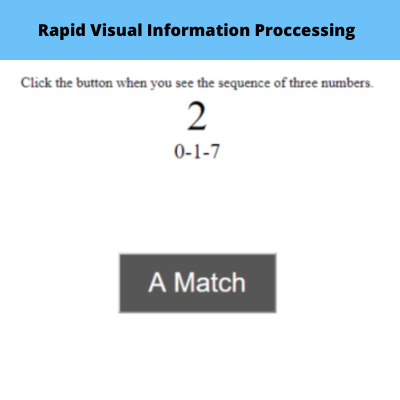 Rapid Visual Information Proccessing
Click the button when you see the sequence of three numbers.
2
0-1-7
A Match